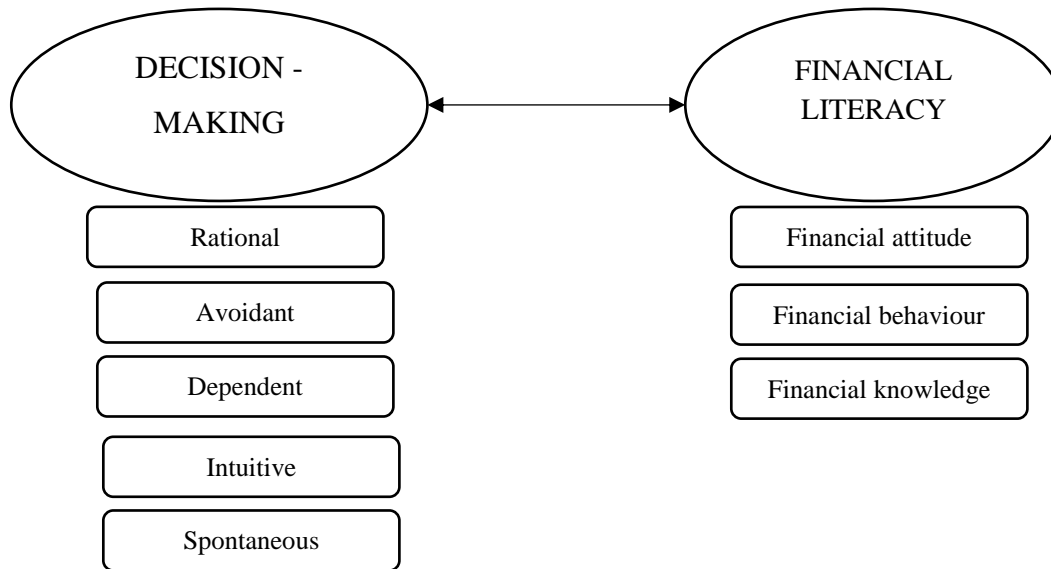 DECISION -
MAKING
Rational
Avoidant
Dependent
Intuitive
Spontaneous
FINANCIAL
LITERACY
Financial attitude
Financial behaviour
Financial knowledge